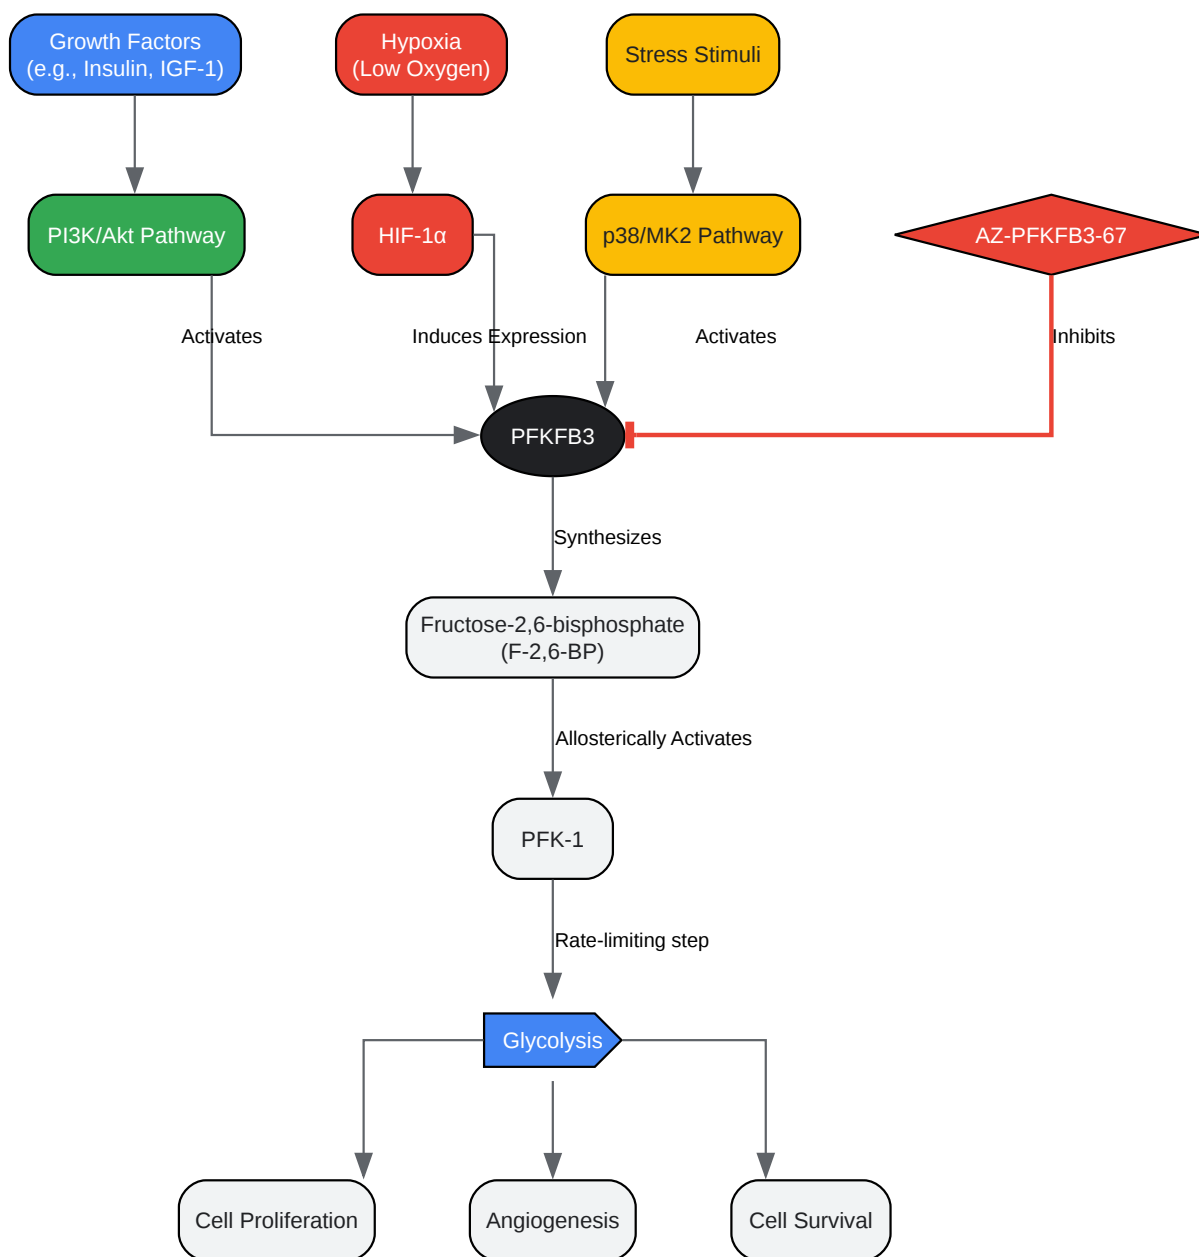 Growth Factors
(e.g., Insulin, IGF-1)
Hypoxia
(Low Oxygen)
Stress Stimuli
PI3K/Akt Pathway
HIF-1α
p38/MK2 Pathway
AZ-PFKFB3-67
Activates
Induces Expression
Activates
Inhibits
PFKFB3
Synthesizes
Fructose-2,6-bisphosphate
(F-2,6-BP)
Allosterically Activates
PFK-1
Rate-limiting step
Glycolysis
Cell Proliferation
Angiogenesis
Cell Survival